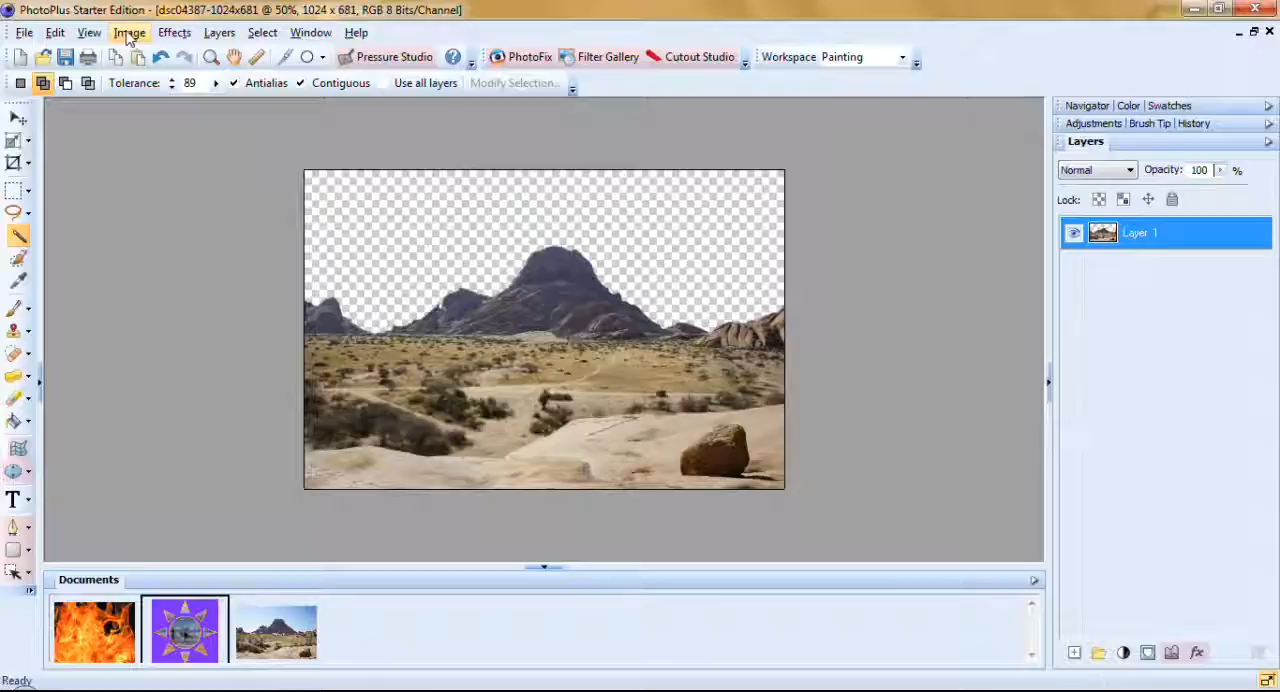 PhotoPlus Starter Edition - [dsc04387-1024x681 @ 50%, 1024 x 681, RGB 8 Bits/Channel]
File Edit View Image Effects Layers Select Window Help
Pressure Studio ? PhotoFix Filter Gallery Cutout Studio Workspace Painting
Tolerance: 89 Antialias Contiguous Use all layers Modify Selection...
Navigator Color Swatches
Adjustments Brush Tip History
Layers
Normal Opacity: 100 %
Lock:
Layer 1
T
fx
Documents
Ready